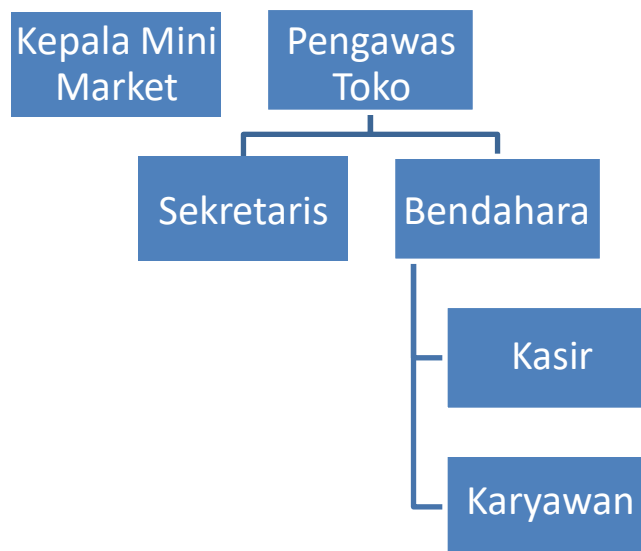 Kepala Mini
Market
Pengawas
Toko
Sekretaris
Bendahara
Kasir
Karyawan